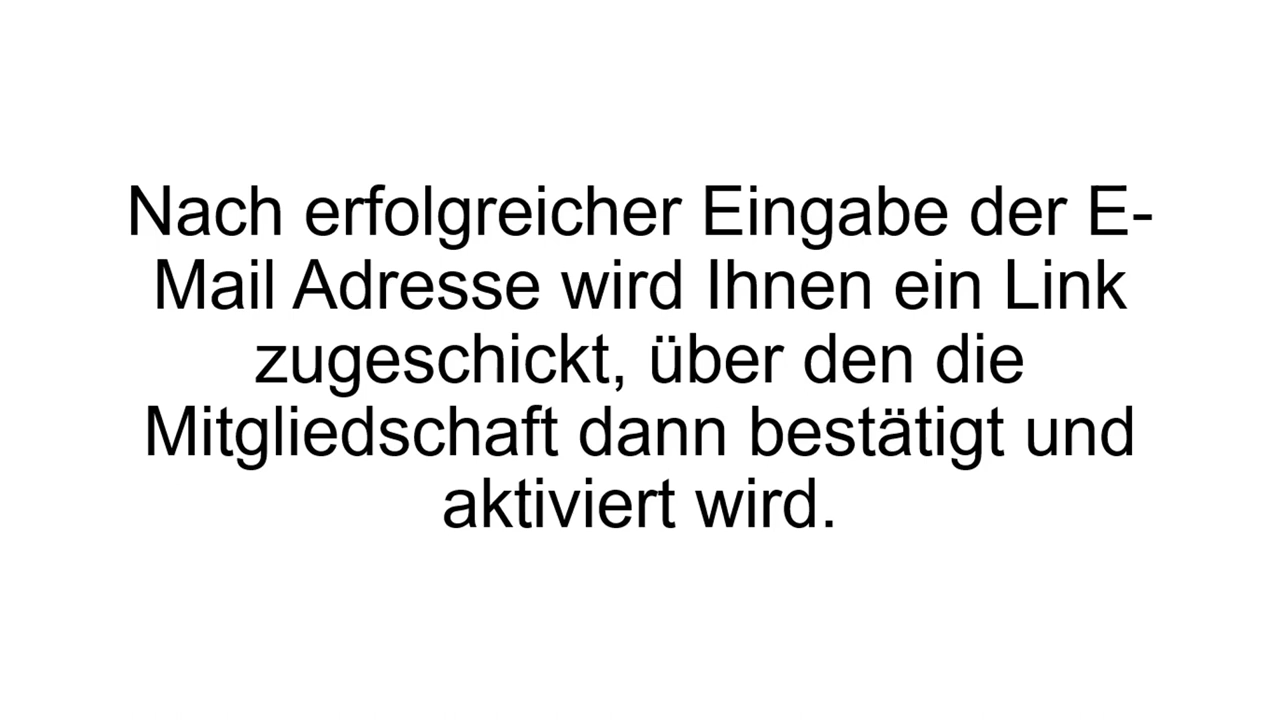 Nach erfolgreicher Eingabe der E-
Mail Adresse wird Ihnen ein Link
zugeschickt, über den die
Mitgliedschaft dann bestätigt und
aktiviert wird.